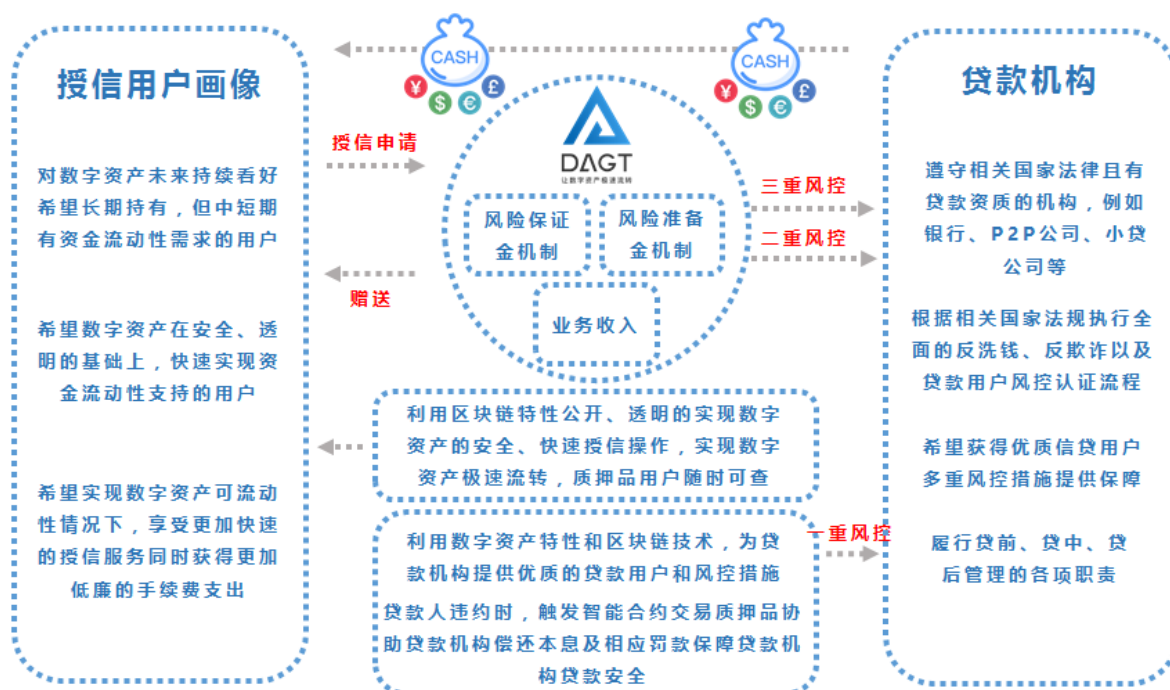 授信用户画像
对数字资产未来持续看好
希望长期持有，但中短期
有资金流动性需求的用户
希望数字资产在安全、透
明的基础上，快速实现资
金流动性支持的用户
希望实现数字资产可流动
性情况下，享受更加快速
的授信服务同时获得更加
低廉的手续费支出
CASH
¥ $ € £
CASH
¥ $ € £
授信申请
赠送
DAGT
让数字资产极速流转
风险保证
金机制
风险准备
金机制
业务收入
三重风控
二重风控
利用区块链特性公开、透明的实现数字
资产的安全、快速授信操作，实现数字
资产极速流转，质押品用户随时可查
利用数字资产特性和区块链技术，为贷
款机构提供优质的贷款用户和风控措施
贷款人违约时，触发智能合约交易质押品协
助贷款机构偿还本息及相应罚款保障贷款机
构贷款安全
一重风控
贷款机构
遵守相关国家法律且有
贷款资质的机构，例如
银行、P2P公司、小贷
公司等
根据相关国家法规执行全
面的反洗钱、反欺诈以及
贷款用户风控认证流程
希望获得优质信贷用户
多重风控措施提供保障
履行贷前、贷中、贷
后管理的各项职责